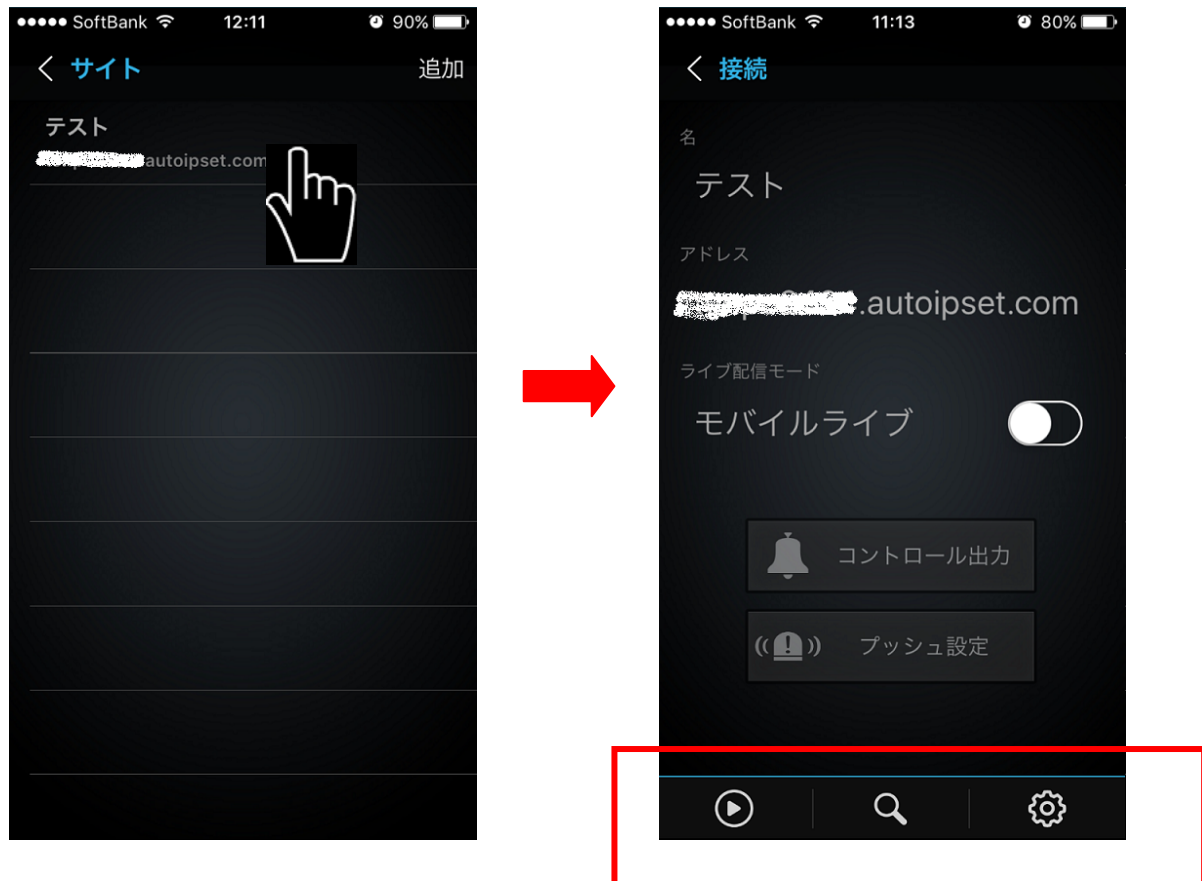 SoftBank 12:11 90%
サイト 追加
テスト
autoipset.com
SoftBank 11:13 80%
接続
名
テスト
アドレス
.autoipset.com
ライブ配信モード
モバイルライブ
コントロール出力
プッシュ設定